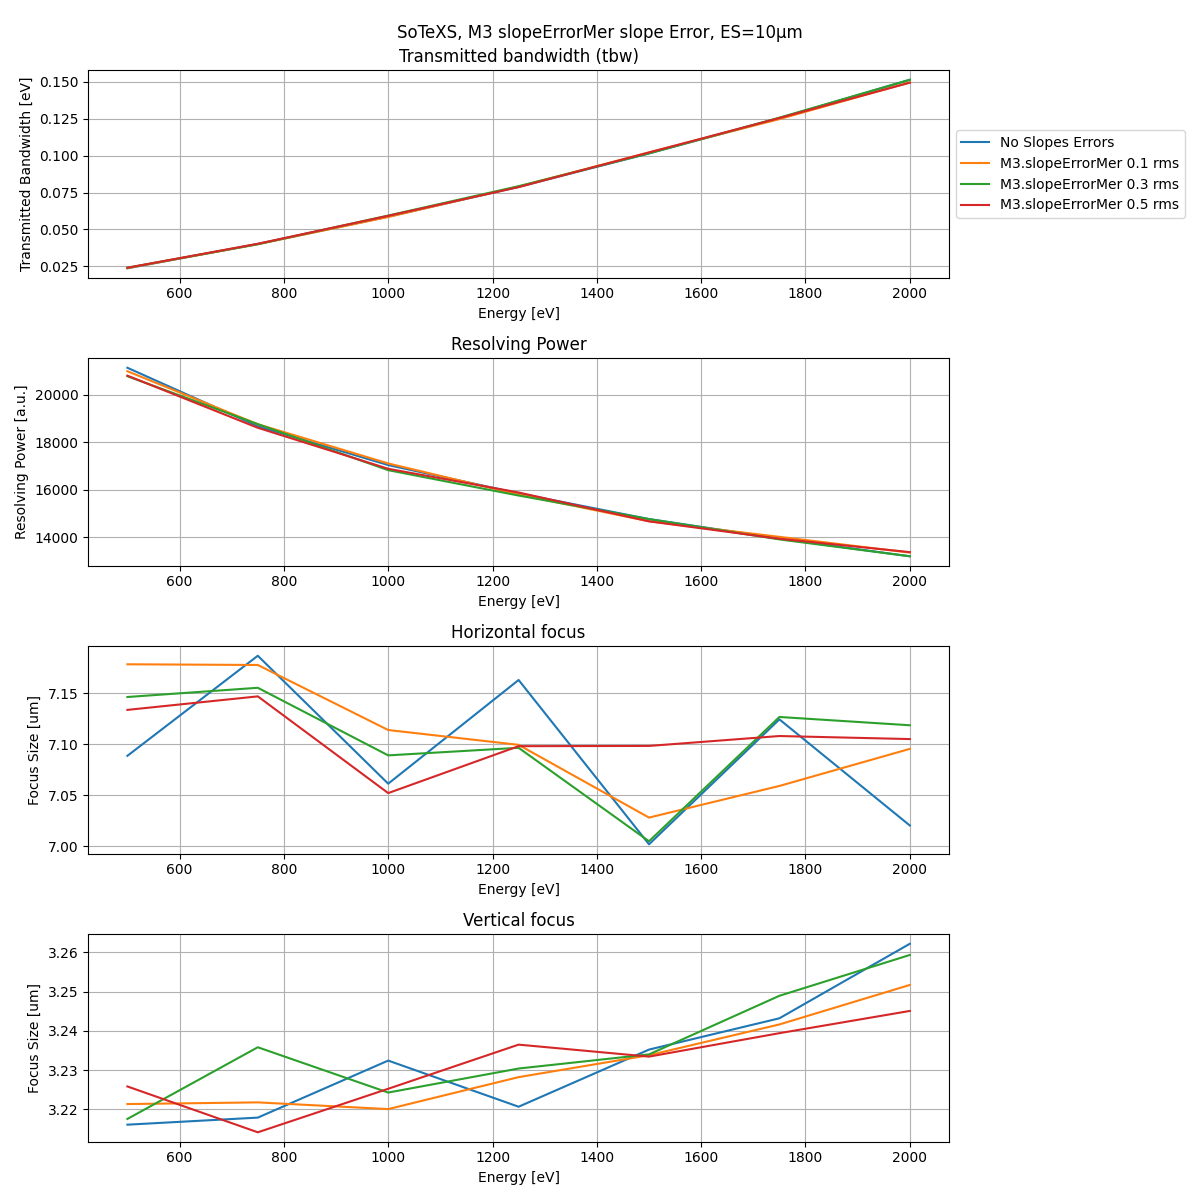 SoTeXS, M3 slopeErrorMer slope Error, ES=10μm
Transmitted bandwidth (tbw)
Transmitted Bandwidth [eV]
0.150
0.125
0.100
0.075
0.050
0.025
600 800 1000 1200 1400 1600 1800 2000
Energy [eV]
No Slopes Errors
M3.slopeErrorMer 0.1 rms
M3.slopeErrorMer 0.3 rms
M3.slopeErrorMer 0.5 rms
Resolving Power
Resolving Power [a.u.]
20000
18000
16000
14000
600 800 1000 1200 1400 1600 1800 2000
Energy [eV]
Horizontal focus
Focus Size [um]
7.15
7.10
7.05
7.00
600 800 1000 1200 1400 1600 1800 2000
Energy [eV]
Vertical focus
Focus Size [um]
3.26
3.25
3.24
3.23
3.22
600 800 1000 1200 1400 1600 1800 2000
Energy [eV]